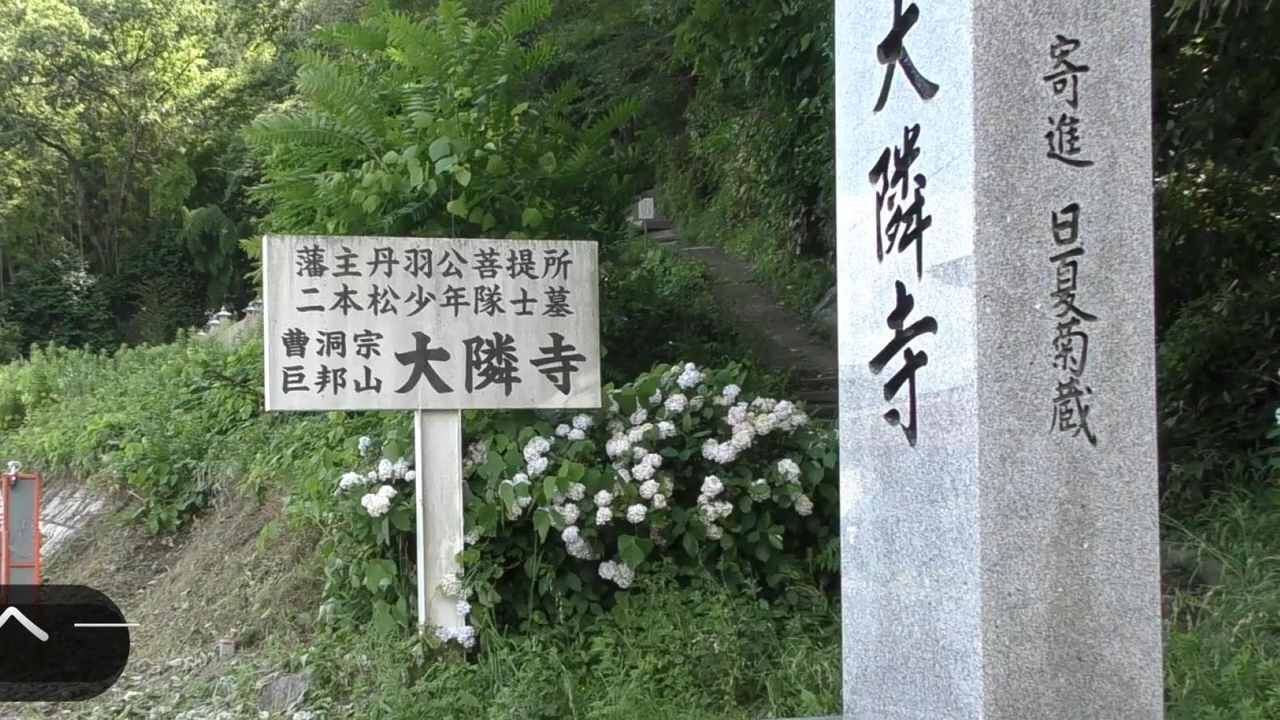 藩主丹羽公菩提所
二本松少年隊士墓
曹洞宗
巨邦山
大隣寺
大隣寺
寄進 日夏菊蔵